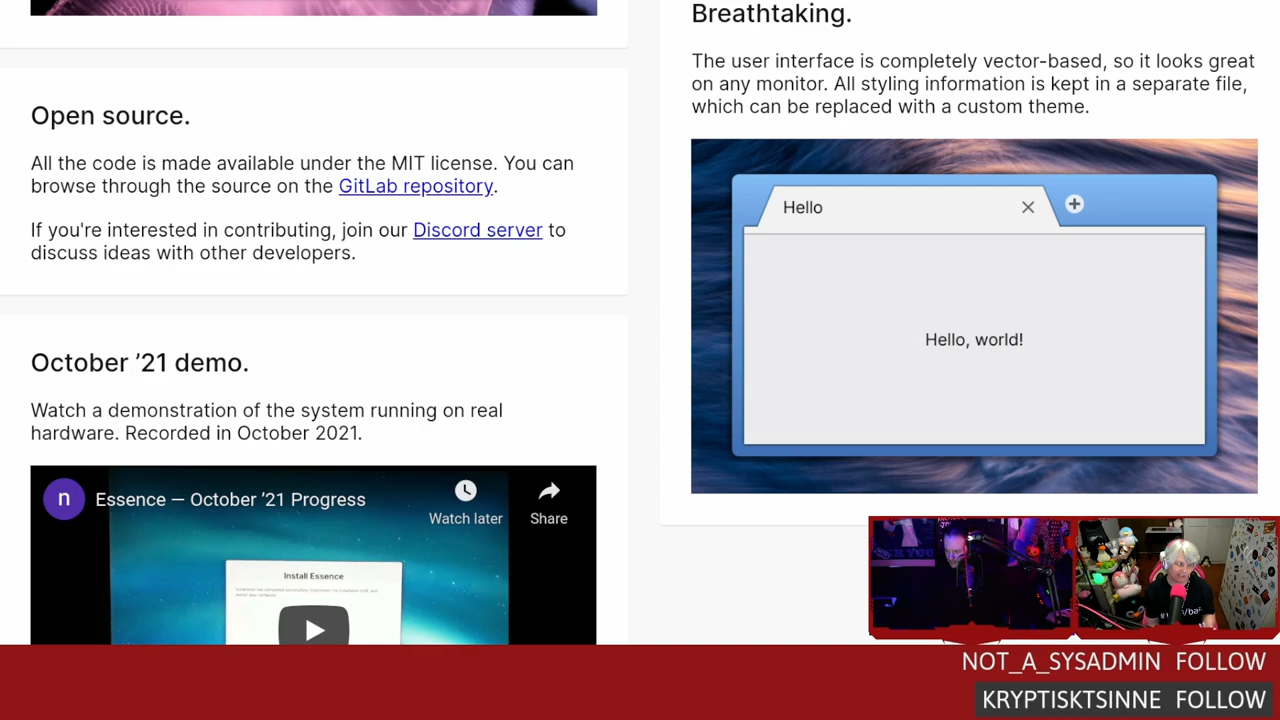 Open source.
All the code is made available under the MIT license. You can
browse through the source on the GitLab repository.
If you're interested in contributing, join our Discord server to
discuss ideas with other developers.
October ’21 demo.
Watch a demonstration of the system running on real
hardware. Recorded in October 2021.
n
Essence — October ’21 Progress
Watch later
Share
Install Essence
Breathtaking.
The user interface is completely vector-based, so it looks great
on any monitor. All styling information is kept in a separate file,
which can be replaced with a custom theme.
Hello
Hello, world!
NOT_A_SYSADMIN FOLLOW
KRYPTISKTSINNE FOLLOW